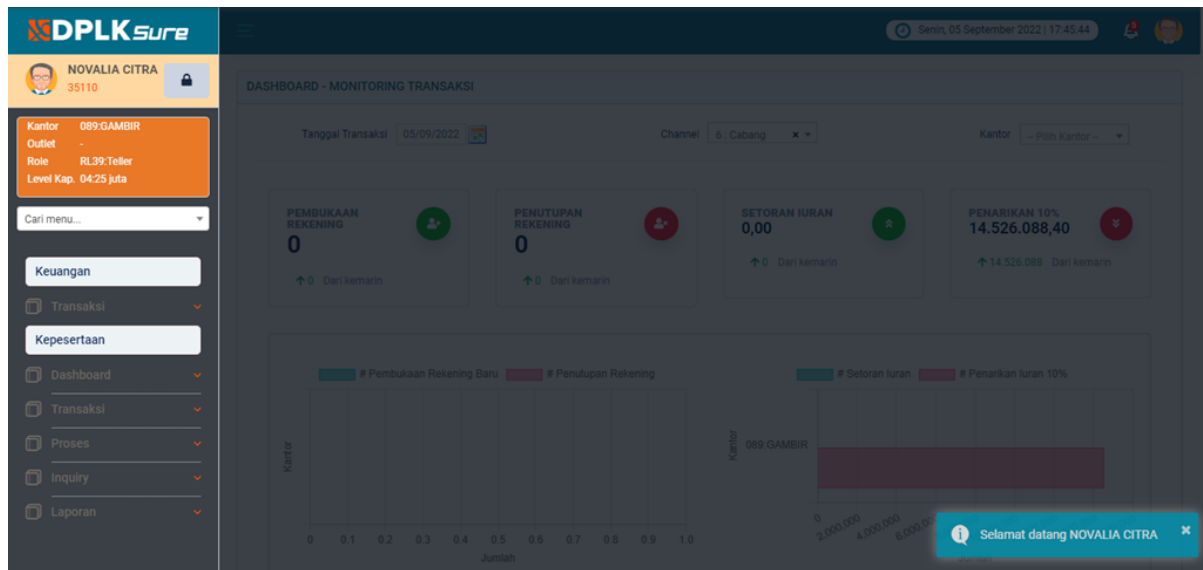 DPLKSure
NOVALIA CITRA
35110
Kantor 089:GAMBIR
Outlet -
Role RL39:Teller
Level Kap. 04:25 juta
Cari menu...
Keuangan
Transaksi
Kepesertaan
Dashboard
Transaksi
Proses
Inquiry
Laporan
Senin, 05 September 2022 | 17:45:44
DASHBOARD - MONITORING TRANSAKSI
Tanggal Transaksi 05/09/2022
Channel 6 : Cabang
Kantor -- Pilih Kantor --
PEMBUKAAN
REKENING
0
0 Dari kemarin
PENUTUPAN
REKENING
0
0 Dari kemarin
SETORAN IURAN
0,00
0 Dari kemarin
PENARIKAN 10%
14.526.088,40
14.526.088 Dari kemarin
# Pembukaan Rekening Baru # Penutupan Rekening
Kantor
0 0.1 0.2 0.3 0.4 0.5 0.6 0.7 0.8 0.9 1.0
Jumlah
# Setoran Iuran # Penarikan Iuran 10%
Kantor
089:GAMBIR
0 2,000,000 4,000,000
Selamat datang NOVALIA CITRA